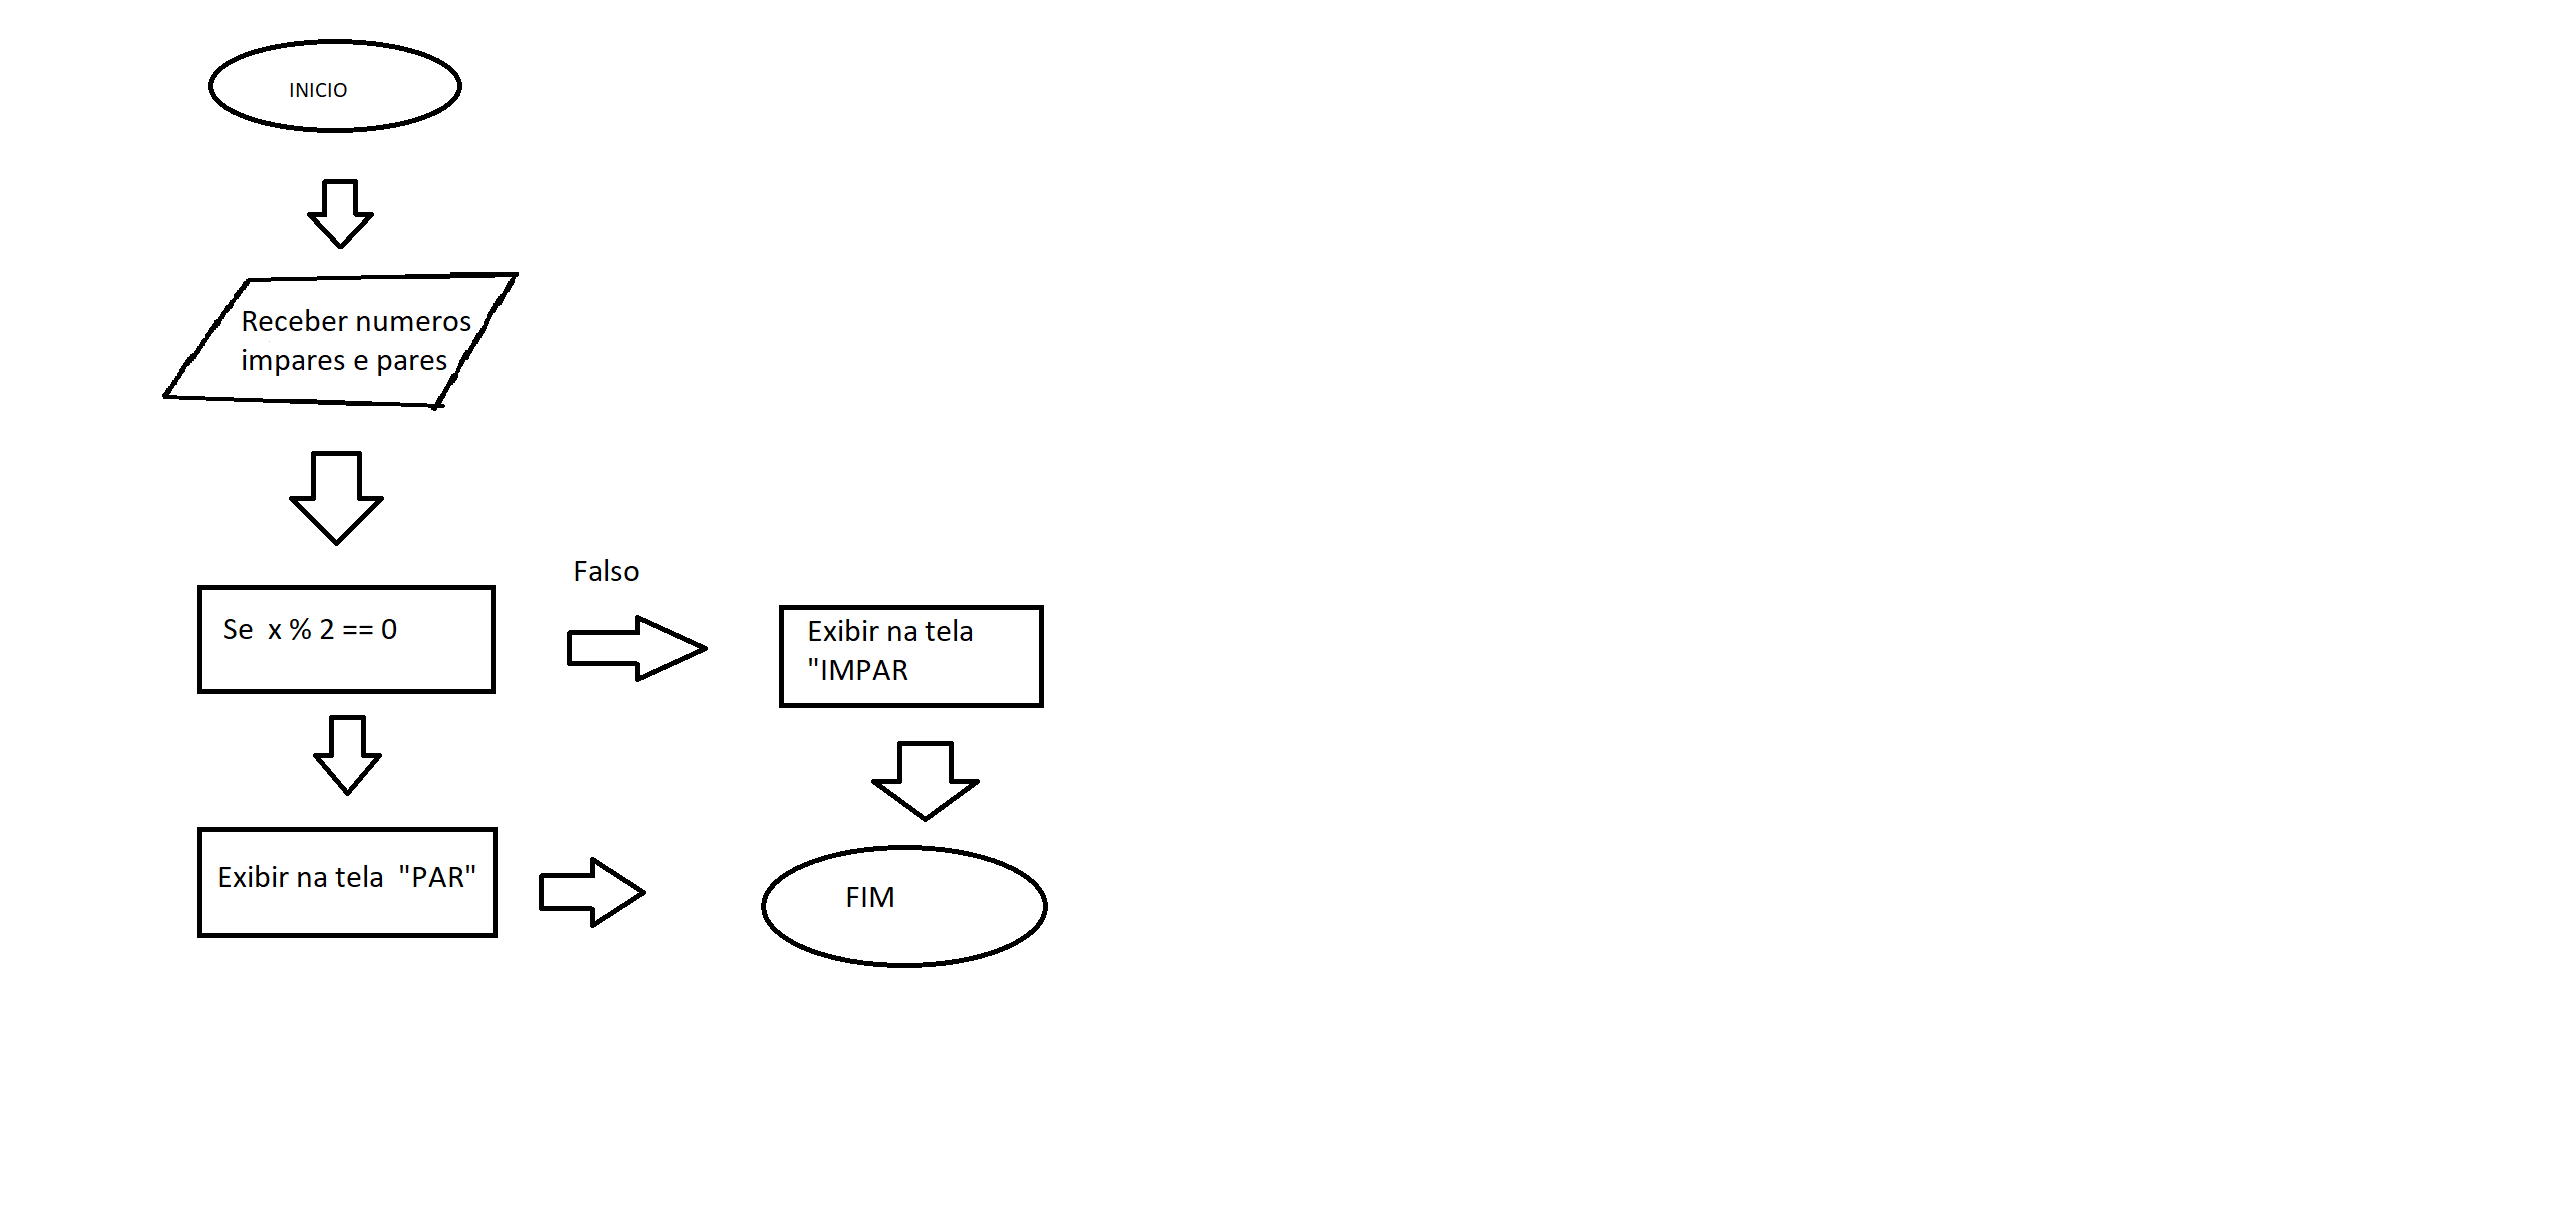 INICIO
Receber numeros
impares e pares
Falso
Se  x % 2 == 0
Exibir na tela
"IMPAR
Exibir na tela  "PAR"
FIM